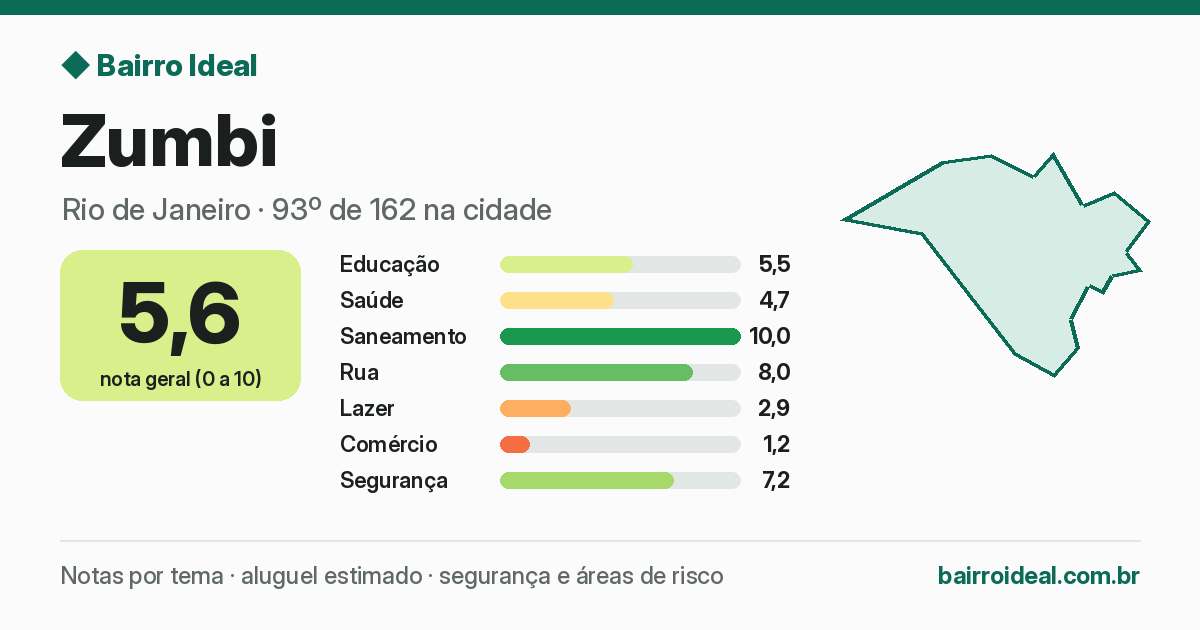 Bairro Ideal
Zumbi
Rio de Janeiro · 93º de 162 na cidade
5,6
nota geral (0 a 10)
Educação 5,5
Saúde 4,7
Saneamento 10,0
Rua 8,0
Lazer 2,9
Comércio 1,2
Segurança 7,2
Notas por tema · aluguel estimado · segurança e áreas de risco
bairroideal.com.br